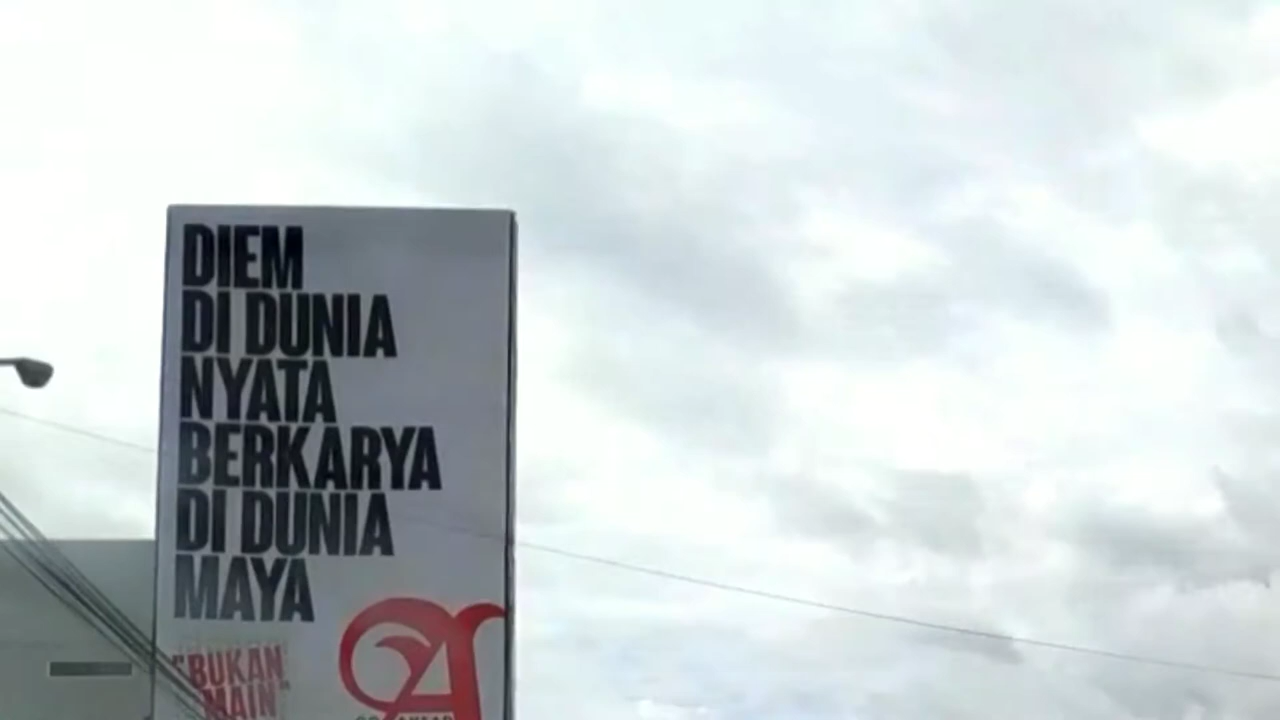 DIEM
DI DUNIA
NYATA
BERKARYA
DI DUNIA
MAYA
"BUKAN
MAIN"
A